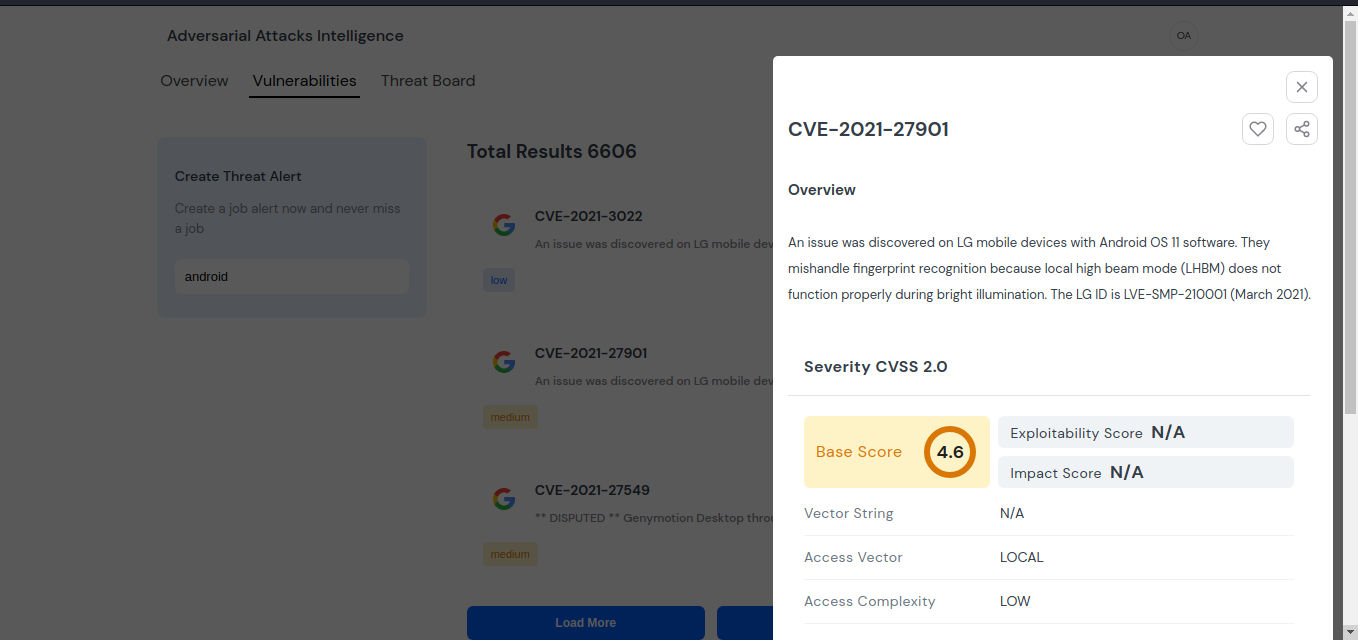 Adversarial Attacks Intelligence
OA
Overview
Vulnerabilities
Threat Board
Create Threat Alert
Create a job alert now and never miss
a job
android
Total Results 6606
CVE-2021-3022
An issue was discovered on LG mobile dev
low
CVE-2021-27901
An issue was discovered on LG mobile dev
medium
CVE-2021-27549
** DISPUTED ** Genymotion Desktop throu
medium
Load More
CVE-2021-27901
Overview
An issue was discovered on LG mobile devices with Android OS 11 software. They
mishandle fingerprint recognition because local high beam mode (LHBM) does not
function properly during bright illumination. The LG ID is LVE-SMP-210001 (March 2021).
Severity CVSS 2.0
Base Score 4.6
Exploitability Score N/A
Impact Score N/A
Vector String N/A
Access Vector LOCAL
Access Complexity LOW